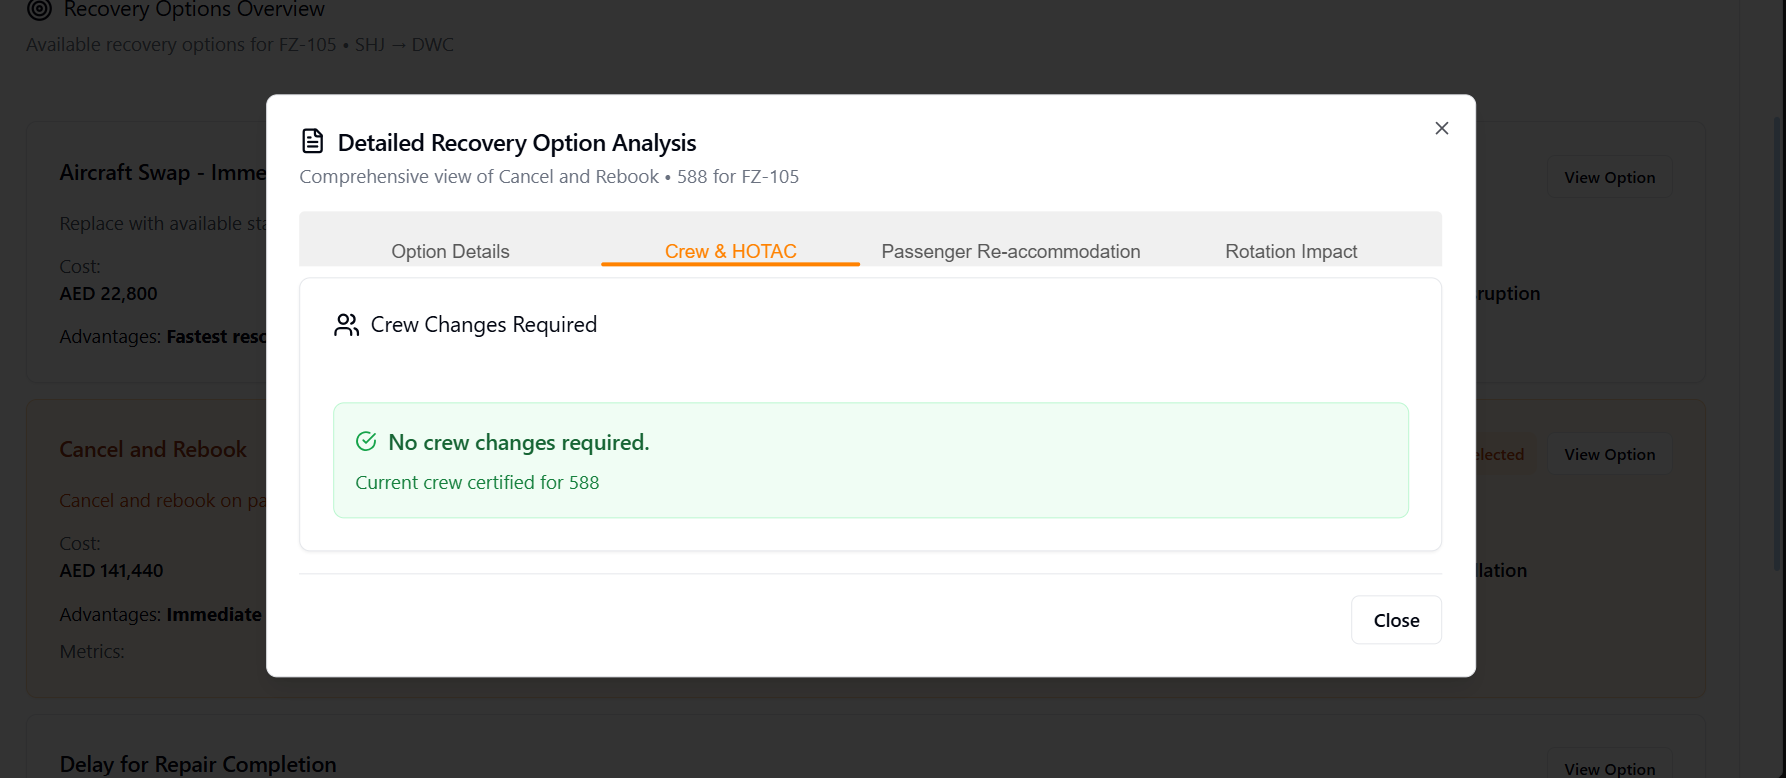 Recovery Options Overview
Available recovery options for FZ-105 • SHJ → DWC
Detailed Recovery Option Analysis
Comprehensive view of Cancel and Rebook • 588 for FZ-105
Option Details
Crew & HOTAC
Passenger Re-accommodation
Rotation Impact
Crew Changes Required
No crew changes required.
Current crew certified for 588
Close
Aircraft Swap - Imme
View Option
Replace with available sta
Cost:
AED 22,800
ruption
Advantages: Fastest reso
Cancel and Rebook
elected
View Option
Cancel and rebook on pa
Cost:
AED 141,440
llation
Advantages: Immediate
Metrics:
Delay for Repair Completion
View Option